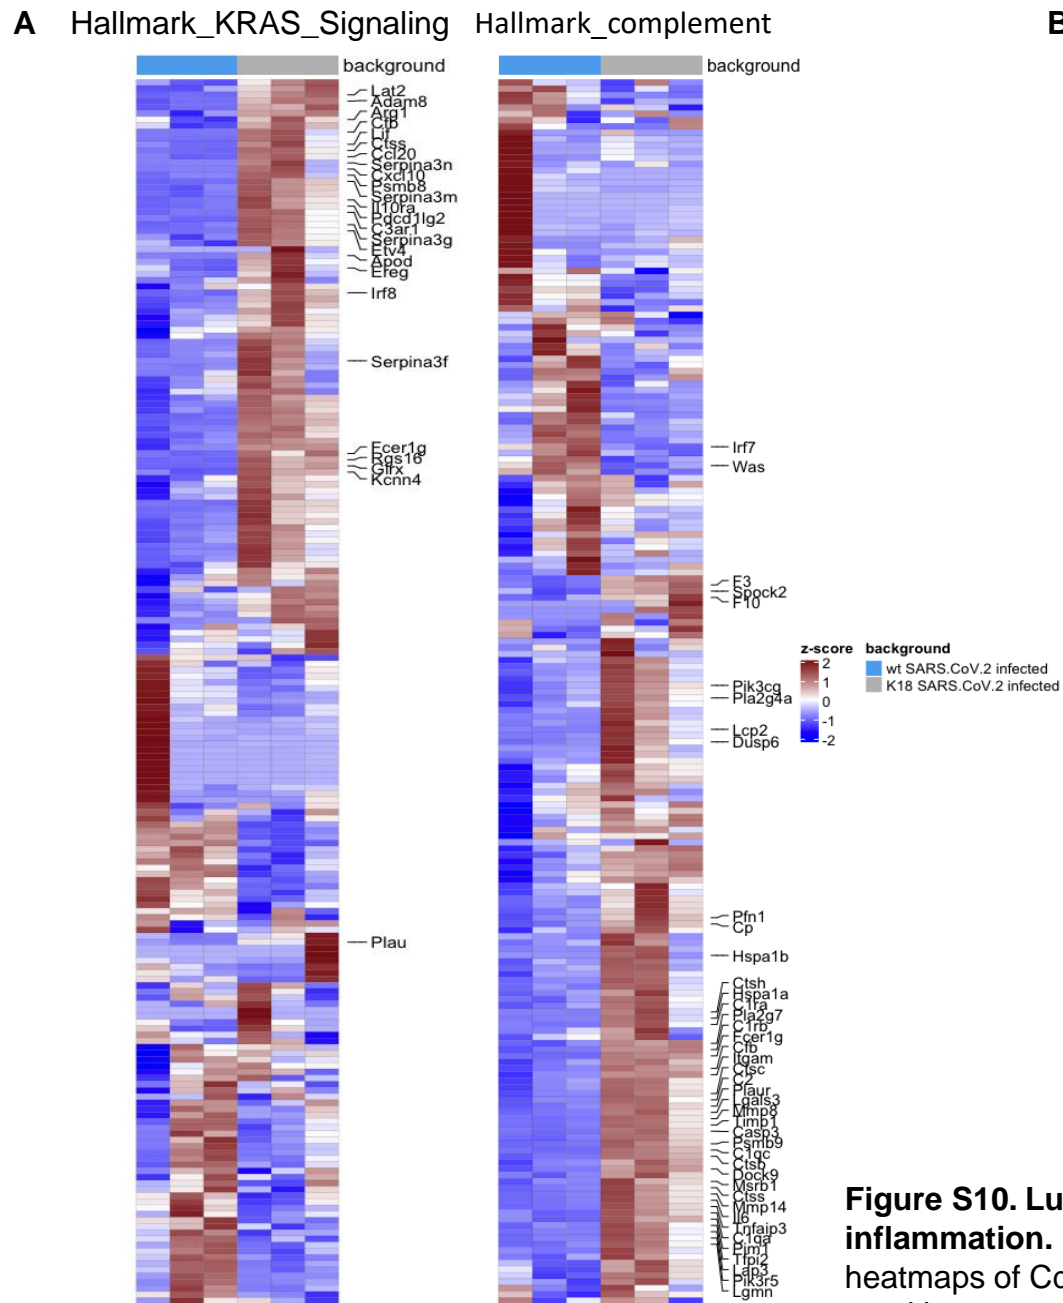 A Hallmark_KRAS_Signaling Hallmark_complement B
background
Lat2
Adam8
Arg1
Cfb
Lif
Ctss
Ccl20
Serpina3n
Cxcl10
Psmb8
Serpina3m
Il10ra
Pdcd1lg2
C3ar1
Serpina3g
Etv4
Apod
Ereg
Irf8
Serpina3f
Fcer1g
Rgs16
Glrx
Kcnn4
Plau
background
Irf7
Was
F3
Spock2
F10
Pik3cg
Pla2g4a
Lcp2
Dusp6
Pfn1
Cp
Hspa1b
Ctsh
Hspa1a
C1ra
Pla2g7
C1rb
Fcer1g
Cfb
Itgam
Ctsc
C2
Plaur
Lgals3
Mmp8
Timp1
Casp3
Psmb9
C1qc
Ctsb
Dock9
Msrb1
Ctss
Mmp14
Il6
Tnfaip3
C1qa
Pim1
Tfpi2
Lap3
Pik3r5
Lgmn
z-score
2
1
0
-1
-2
background
wt SARS.CoV.2 infected
K18 SARS.CoV.2 infected
Figure S10. Lu
inflammation.
heatmaps of Co